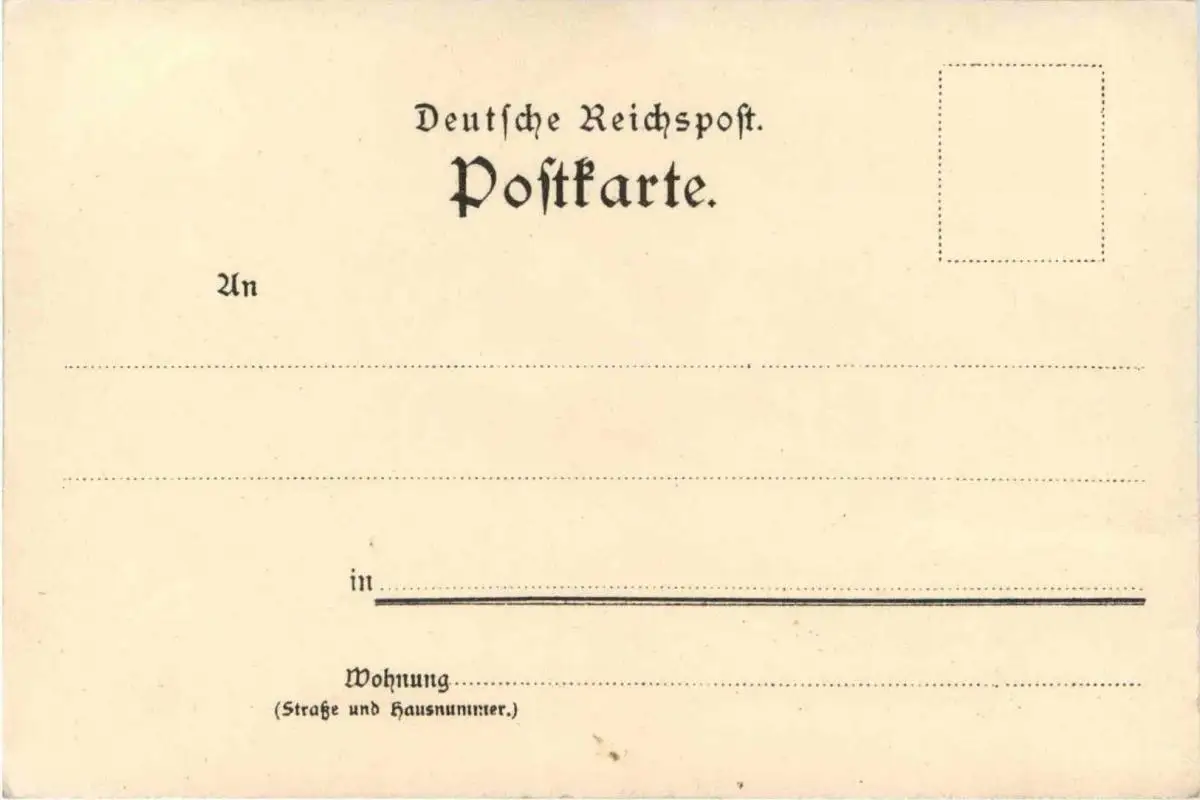 Deutſche Reichspoſt.
Poſtkarte.
An
in
Wohnung
(Straße und Hausnummer.)